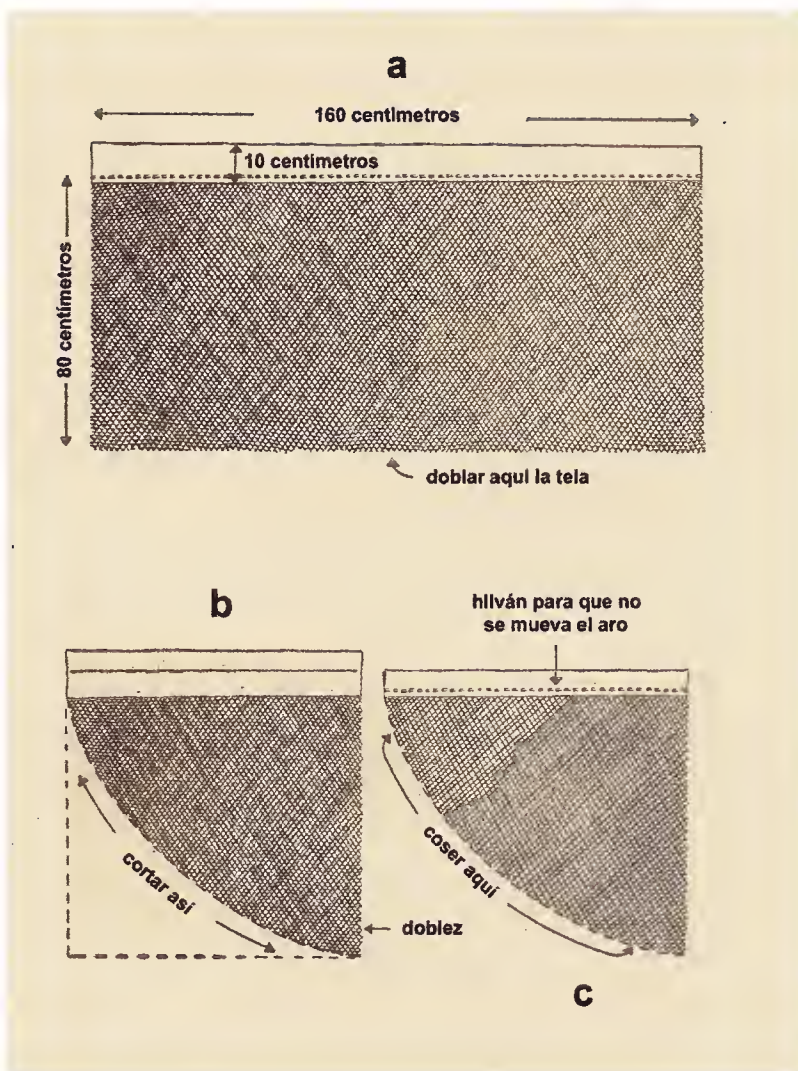 a
160 centimetros
10 centimetros
80 centímetros
doblar aquí la tela
b
hilván para que no
se mueva el aro
cortar así
doblez
coser aquí
c